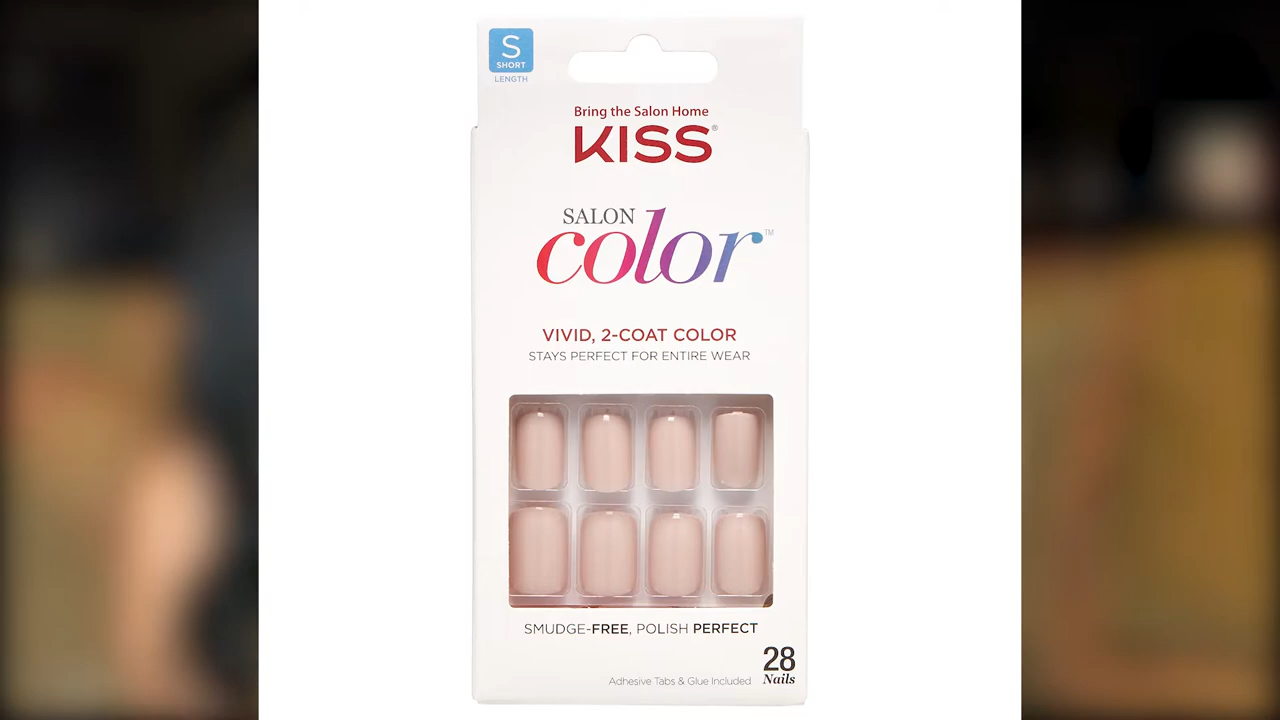 S
SHORT
LENGTH
Bring the Salon Home
KISS®
SALON
color™
VIVID, 2-COAT COLOR
STAYS PERFECT FOR ENTIRE WEAR
SMUDGE-FREE, POLISH PERFECT
28
Nails
Adhesive Tabs & Glue Included